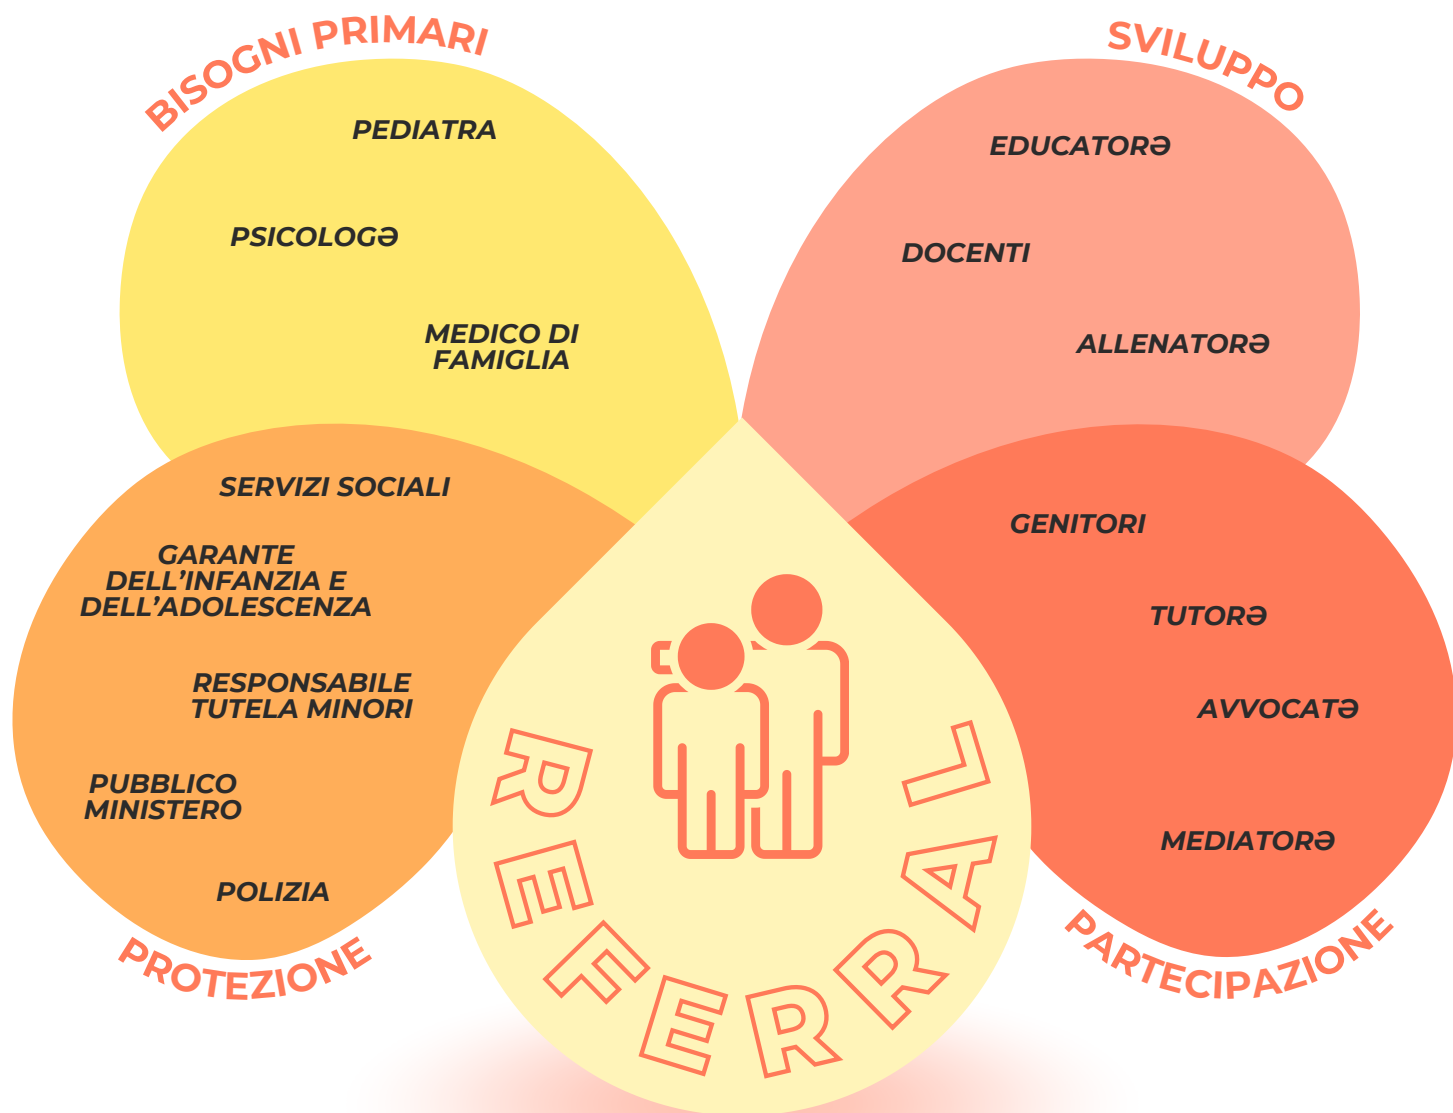 BISOGNI PRIMARI
PEDIATRA
PSICOLOGƏ
MEDICO DI
FAMIGLIA
SVILUPPO
EDUCATORƏ
DOCENTI
ALLENATORƏ
SERVIZI SOCIALI
GARANTE
DELL’INFANZIA E
DELL’ADOLESCENZA
RESPONSABILE
TUTELA MINORI
PUBBLICO
MINISTERO
POLIZIA
PROTEZIONE
GENITORI
TUTORƏ
AVVOCATƏ
MEDIATORƏ
PARTECIPAZIONE
REFERRAL